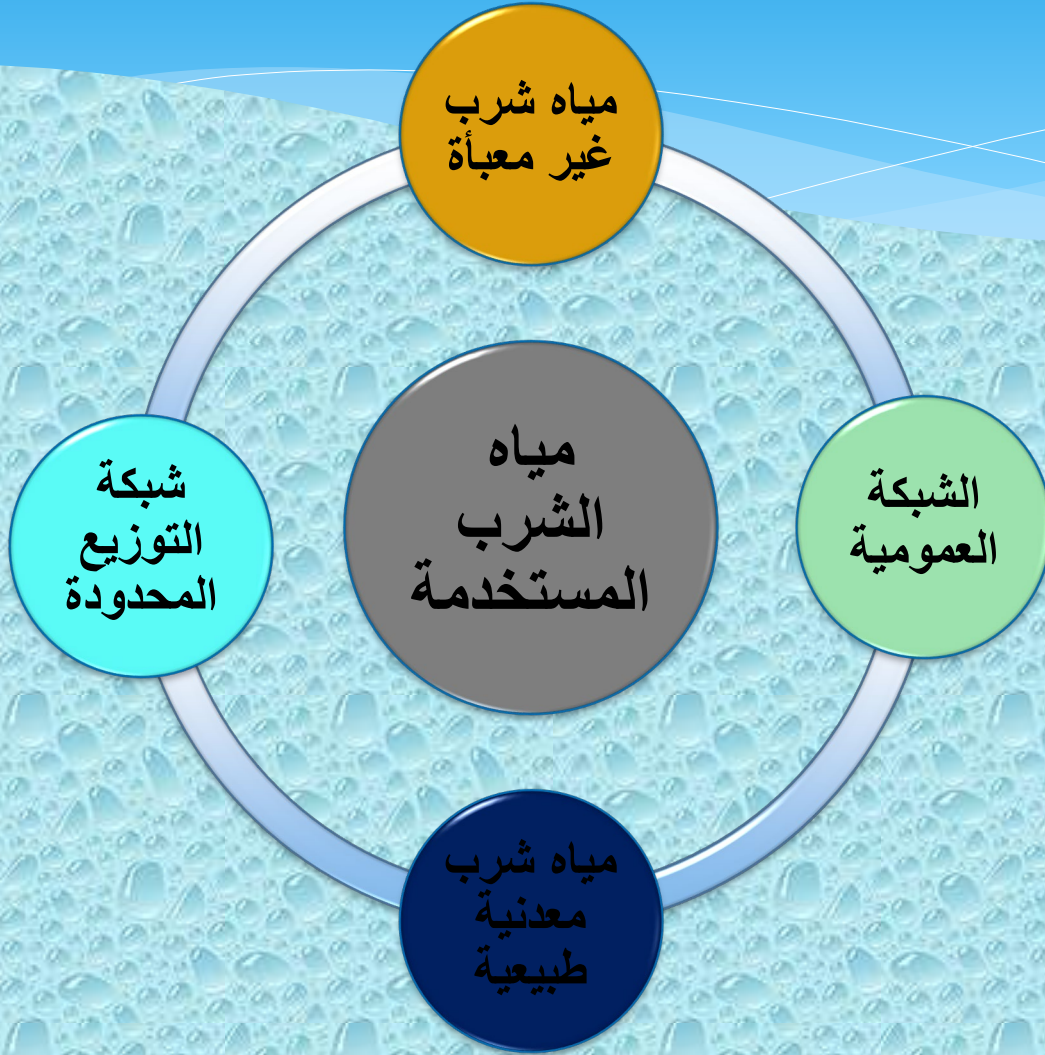 مياه شرب
غير معبأة
الشبكة
العمومية
مياه
الشرب
المستخدمة
شبكة
التوزيع
المحدودة
مياه شرب
معدنية
طبيعية